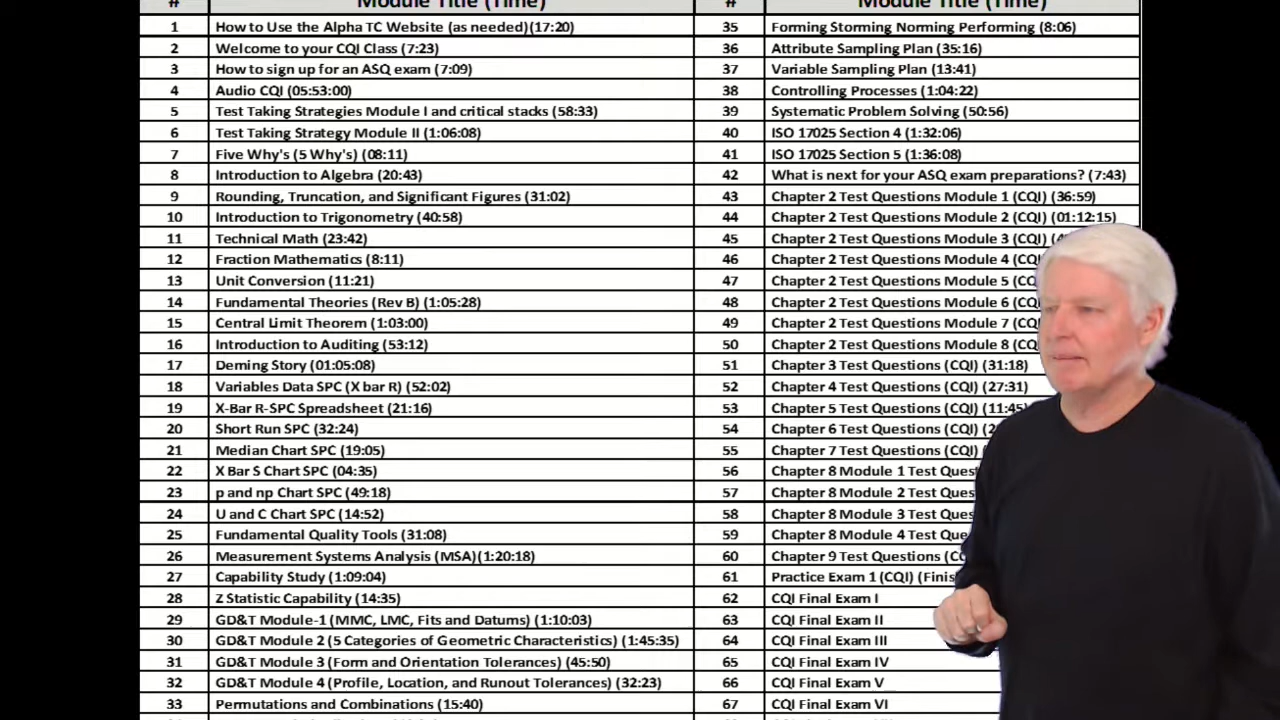 # Module Title (Time)
1 How to Use the Alpha TC Website (as needed)(17:20)
2 Welcome to your CQI Class (7:23)
3 How to sign up for an ASQ exam (7:09)
4 Audio CQI (05:53:00)
5 Test Taking Strategies Module I and critical stacks (58:33)
6 Test Taking Strategy Module II (1:06:08)
7 Five Why's (5 Why's) (08:11)
8 Introduction to Algebra (20:43)
9 Rounding, Truncation, and Significant Figures (31:02)
10 Introduction to Trigonometry (40:58)
11 Technical Math (23:42)
12 Fraction Mathematics (8:11)
13 Unit Conversion (11:21)
14 Fundamental Theories (Rev B) (1:05:28)
15 Central Limit Theorem (1:03:00)
16 Introduction to Auditing (53:12)
17 Deming Story (01:05:08)
18 Variables Data SPC (X bar R) (52:02)
19 X-Bar R-SPC Spreadsheet (21:16)
20 Short Run SPC (32:24)
21 Median Chart SPC (19:05)
22 X Bar S Chart SPC (04:35)
23 p and np Chart SPC (49:18)
24 U and C Chart SPC (14:52)
25 Fundamental Quality Tools (31:08)
26 Measurement Systems Analysis (MSA)(1:20:18)
27 Capability Study (1:09:04)
28 Z Statistic Capability (14:35)
29 GD&T Module-1 (MMC, LMC, Fits and Datums) (1:10:03)
30 GD&T Module 2 (5 Categories of Geometric Characteristics) (1:45:35)
31 GD&T Module 3 (Form and Orientation Tolerances) (45:50)
32 GD&T Module 4 (Profile, Location, and Runout Tolerances) (32:23)
33 Permutations and Combinations (15:40)
# Module Title (Time)
35 Forming Storming Norming Performing (8:06)
36 Attribute Sampling Plan (35:16)
37 Variable Sampling Plan (13:41)
38 Controlling Processes (1:04:22)
39 Systematic Problem Solving (50:56)
40 ISO 17025 Section 4 (1:32:06)
41 ISO 17025 Section 5 (1:36:08)
42 What is next for your ASQ exam preparations? (7:43)
43 Chapter 2 Test Questions Module 1 (CQI) (36:59)
44 Chapter 2 Test Questions Module 2 (CQI) (01:12:15)
45 Chapter 2 Test Questions Module 3 (CQI)
46 Chapter 2 Test Questions Module 4 (CQ
47 Chapter 2 Test Questions Module 5 (CQ
48 Chapter 2 Test Questions Module 6 (CQ
49 Chapter 2 Test Questions Module 7 (CQ
50 Chapter 2 Test Questions Module 8 (CQ
51 Chapter 3 Test Questions (CQI) (31:18)
52 Chapter 4 Test Questions (CQI) (27:31)
53 Chapter 5 Test Questions (CQI) (11:45
54 Chapter 6 Test Questions (CQI)
55 Chapter 7 Test Questions (CQI)
56 Chapter 8 Module 1 Test Ques
57 Chapter 8 Module 2 Test Ques
58 Chapter 8 Module 3 Test Que
59 Chapter 8 Module 4 Test Que
60 Chapter 9 Test Questions (C
61 Practice Exam 1 (CQI) (Finis
62 CQI Final Exam I
63 CQI Final Exam II
64 CQI Final Exam III
65 CQI Final Exam IV
66 CQI Final Exam V
67 CQI Final Exam VI